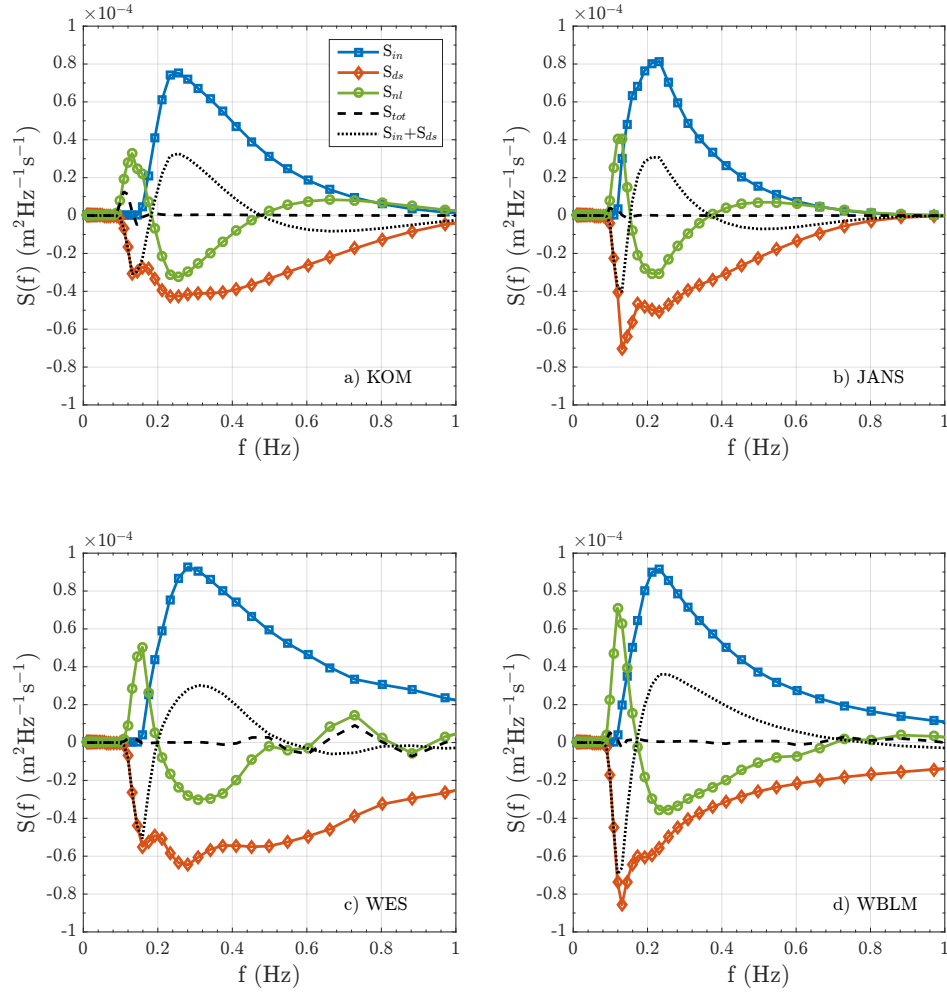 ×10⁻⁴
1
0.8
0.6
0.4
0.2
0
-0.2
-0.4
-0.6
-0.8
-1
S(f) (m²Hz⁻¹s⁻¹)
S_in
S_ds
S_nl
S_tot
S_in+S_ds
a) KOM
0 0.2 0.4 0.6 0.8 1
f (Hz)
×10⁻⁴
1
0.8
0.6
0.4
0.2
0
-0.2
-0.4
-0.6
-0.8
-1
S(f) (m²Hz⁻¹s⁻¹)
b) JANS
0 0.2 0.4 0.6 0.8 1
f (Hz)
×10⁻⁴
1
0.8
0.6
0.4
0.2
0
-0.2
-0.4
-0.6
-0.8
-1
S(f) (m²Hz⁻¹s⁻¹)
c) WES
0 0.2 0.4 0.6 0.8 1
f (Hz)
×10⁻⁴
1
0.8
0.6
0.4
0.2
0
-0.2
-0.4
-0.6
-0.8
-1
S(f) (m²Hz⁻¹s⁻¹)
d) WBLM
0 0.2 0.4 0.6 0.8 1
f (Hz)